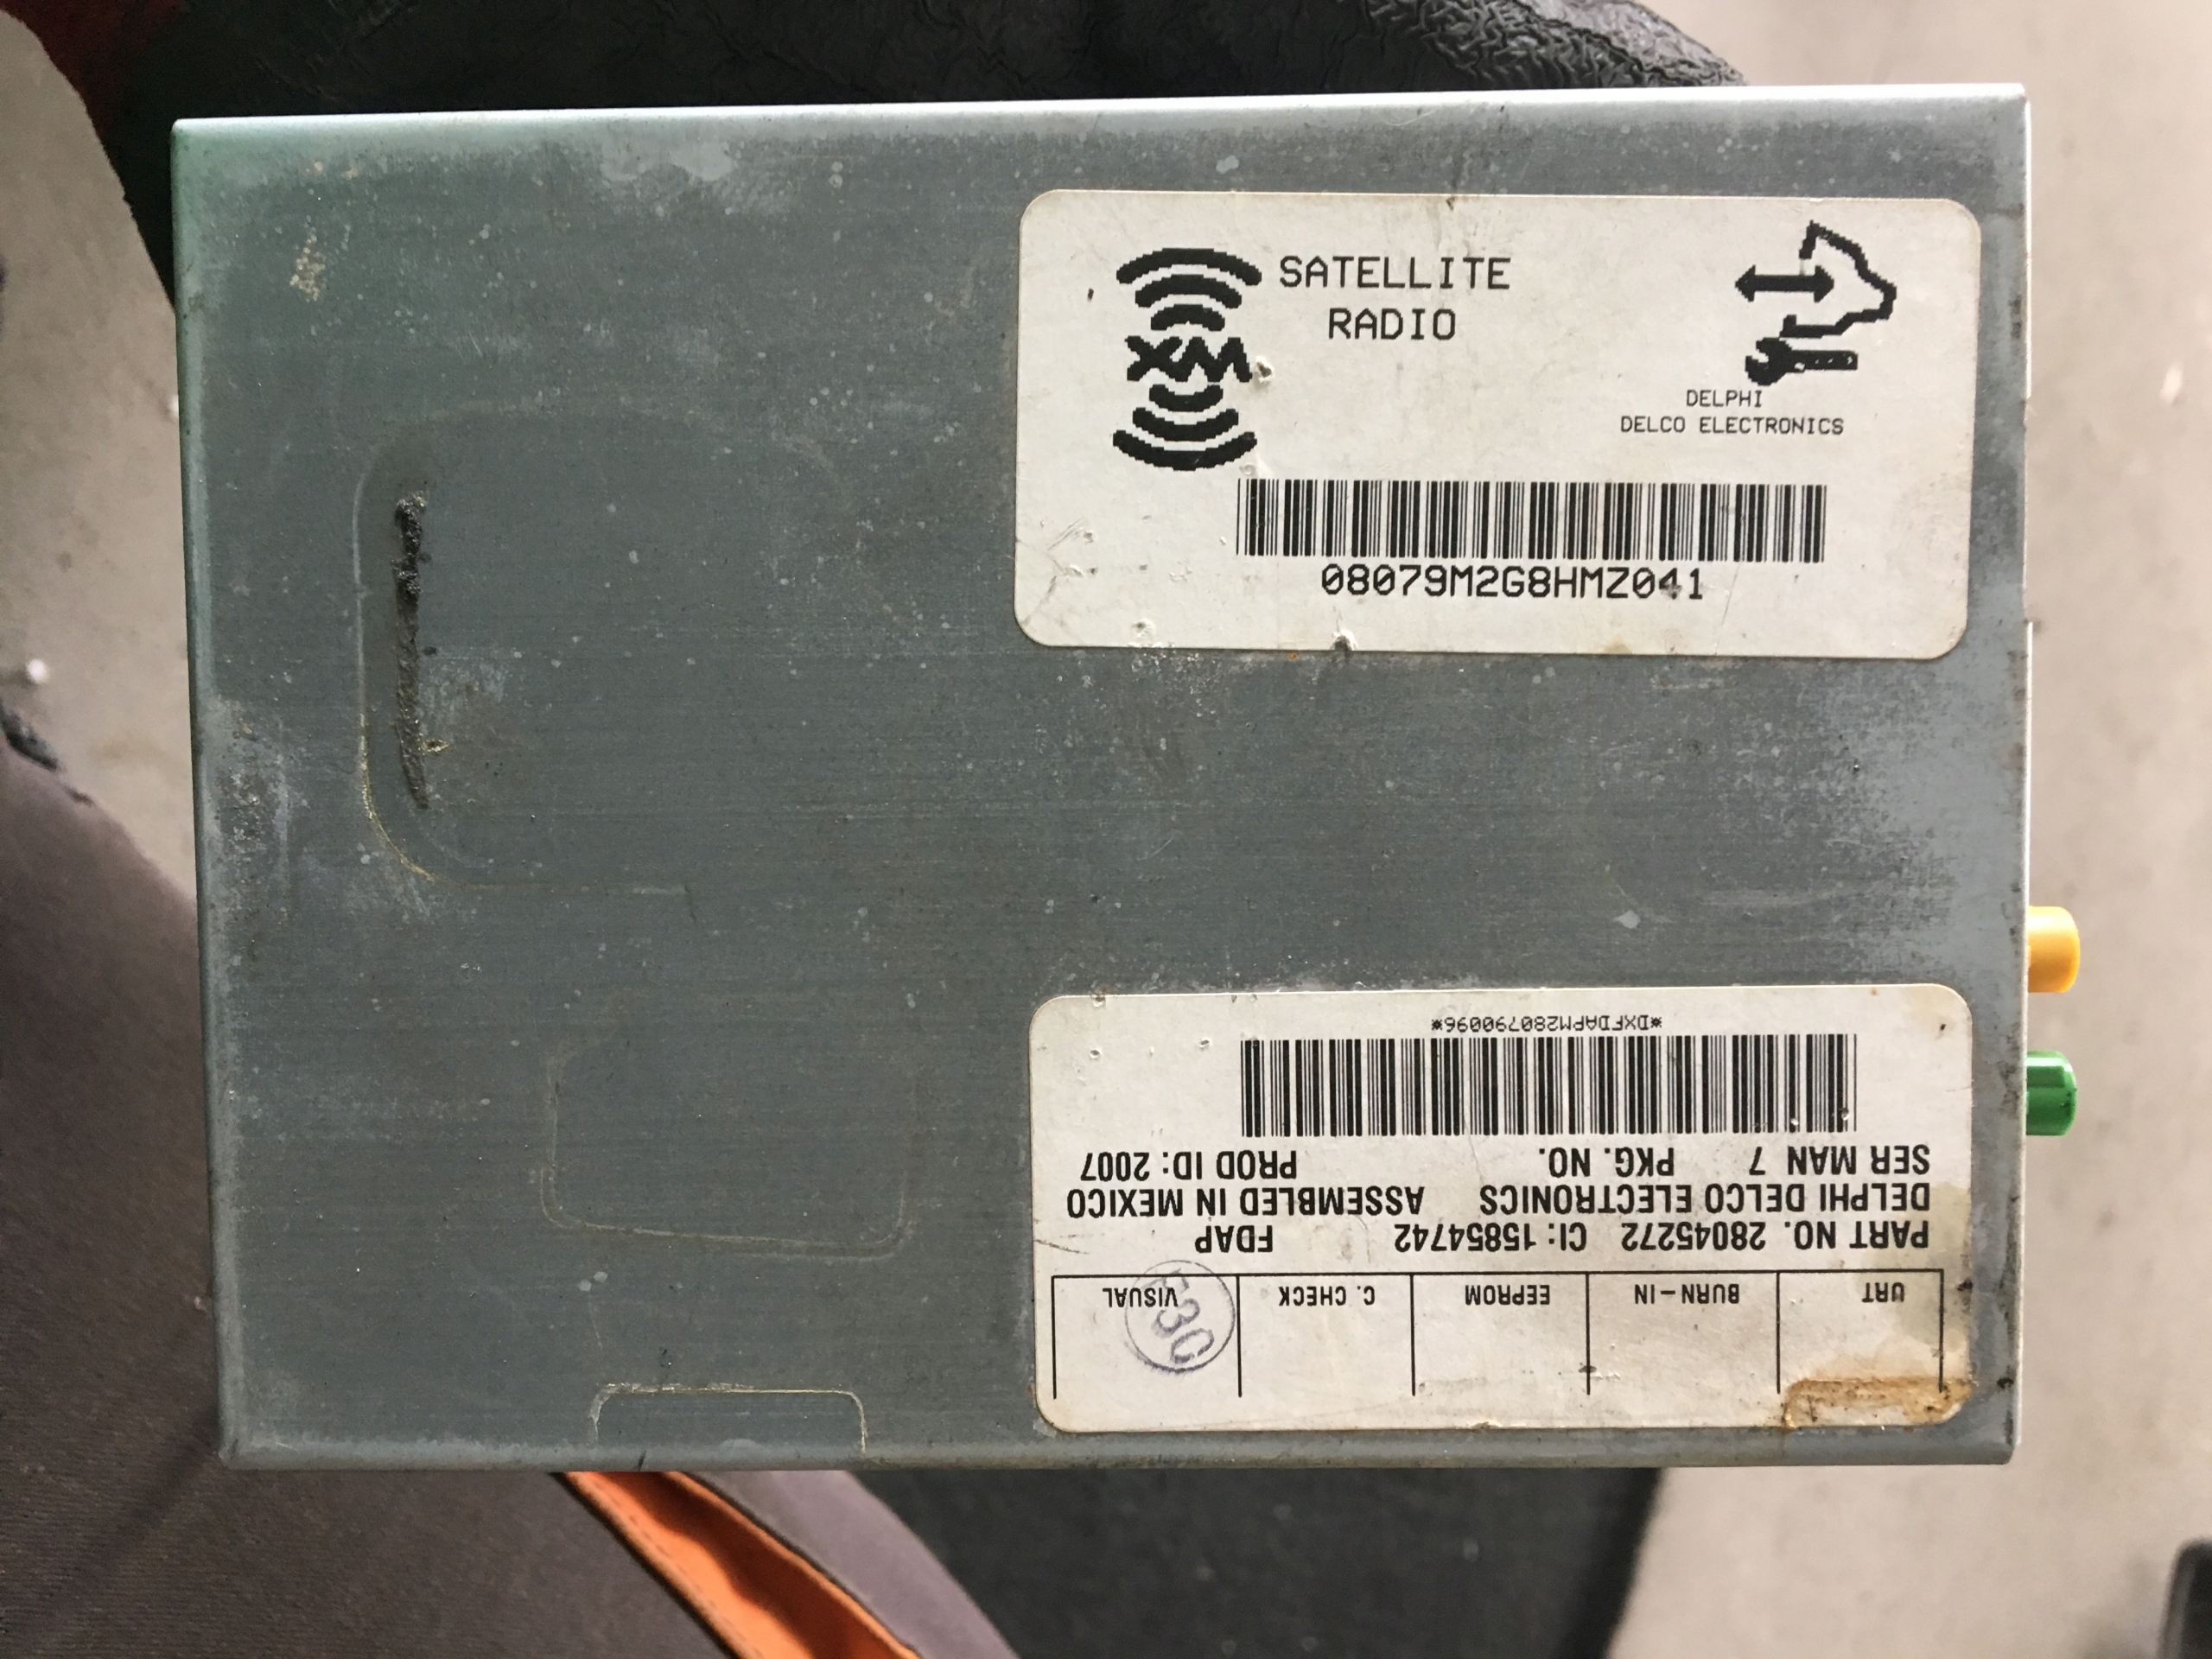 SATELLITE
RADIO
XM
DELPHI
DELCO ELECTRONICS
08079M2G8HMZ041
URT BURN-IN EEPROM C. CHECK VISUAL
PART NO. 28045272 CI: 15854742 FDAP
DELPHI DELCO ELECTRONICS ASSEMBLED IN MEXICO
SER MAN 7 PKG. NO. PROD ID: 2007
*DXFDAPM280790096*